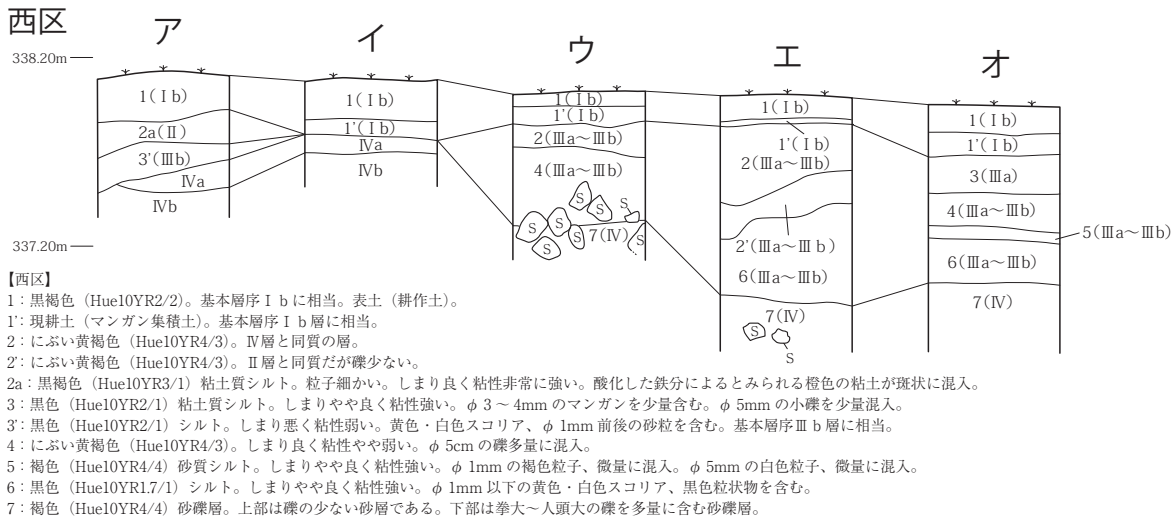 西区
ア
イ
ウ
エ
オ
338.20m
337.20m
1(Ⅰb)
2a(Ⅱ)
3'(Ⅲb)
Ⅳa
Ⅳb
1(Ⅰb)
1'(Ⅰb)
Ⅳa
Ⅳb
1(Ⅰb)
1'(Ⅰb)
2(Ⅲa～Ⅲb)
4(Ⅲa～Ⅲb)
S
S
S
S
S
S
S
S
7(Ⅳ)
1(Ⅰb)
1'(Ⅰb)
2(Ⅲa～Ⅲb)
2'(Ⅲa～Ⅲb)
6(Ⅲa～Ⅲb)
7(Ⅳ)
S
S
1(Ⅰb)
1'(Ⅰb)
3(Ⅲa)
4(Ⅲa～Ⅲb)
5(Ⅲa～Ⅲb)
6(Ⅲa～Ⅲb)
7(Ⅳ)
【西区】
1：黒褐色（Hue10YR2/2）。基本層序Ⅰbに相当。表土（耕作土）。
1'：現耕土（マンガン集積土）。基本層序Ⅰb層に相当。
2：にぶい黄褐色（Hue10YR4/3）。Ⅳ層と同質の層。
2'：にぶい黄褐色（Hue10YR4/3）。Ⅱ層と同質だが礫少ない。
2a：黒褐色（Hue10YR3/1）粘土質シルト。粒子細かい。しまり良く粘性非常に強い。酸化した鉄分によるとみられる橙色の粘土が斑状に混入。
3：黒色（Hue10YR2/1）粘土質シルト。しまりやや良く粘性強い。φ3～4mmのマンガンを少量含む。φ5mmの小礫を少量混入。
3'：黒色（Hue10YR2/1）シルト。しまり悪く粘性弱い。黄色・白色スコリア、φ1mm前後の砂粒を含む。基本層序Ⅲb層に相当。
4：にぶい黄褐色（Hue10YR4/3）。しまり良く粘性やや弱い。φ5cmの礫多量に混入。
5：褐色（Hue10YR4/4）砂質シルト。しまりやや良く粘性強い。φ1mmの褐色粒子、微量に混入。φ5mmの白色粒子、微量に混入。
6：黒色（Hue10YR1.7/1）シルト。しまりやや良く粘性強い。φ1mm以下の黄色・白色スコリア、黒色粒状物を含む。
7：褐色（Hue10YR4/4）砂礫層。上部は礫の少ない砂層である。下部は拳大～人頭大の礫を多量に含む砂礫層。